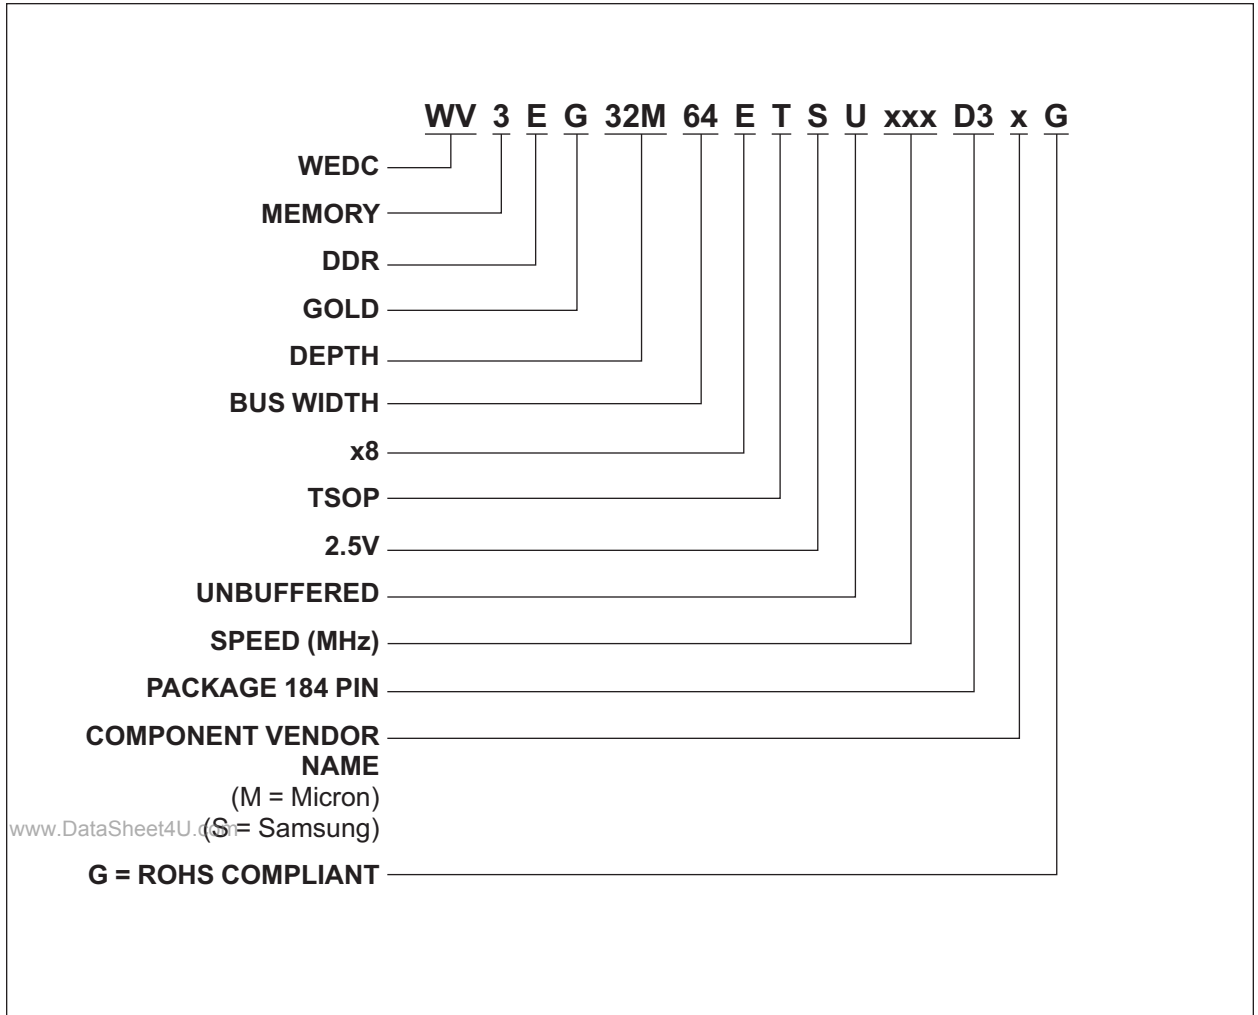 WV 3 E G 32M 64 E T S U xxx D3 x G
WEDC
MEMORY
DDR
GOLD
DEPTH
BUS WIDTH
x8
TSOP
2.5V
UNBUFFERED
SPEED (MHz)
PACKAGE 184 PIN
COMPONENT VENDOR
NAME
(M = Micron)
www.DataSheet4U.com
(S = Samsung)
G = ROHS COMPLIANT